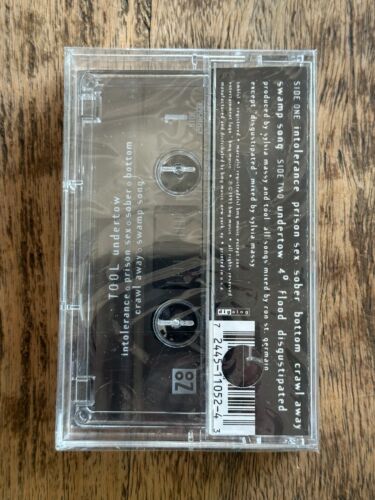 SIDE ONE intolerance prison sex sober bottom crawl away
swamp song SIDE TWO undertow 4° flood disgustipated
produced by sylvia massy and tool all songs mixed by ron st. germain
except "disgustipated" mixed by sylvia massy
7 2445-11052-4 3
1
TOOL undertow
intolerance o prison sex o sober o bottom
crawl away o swamp song